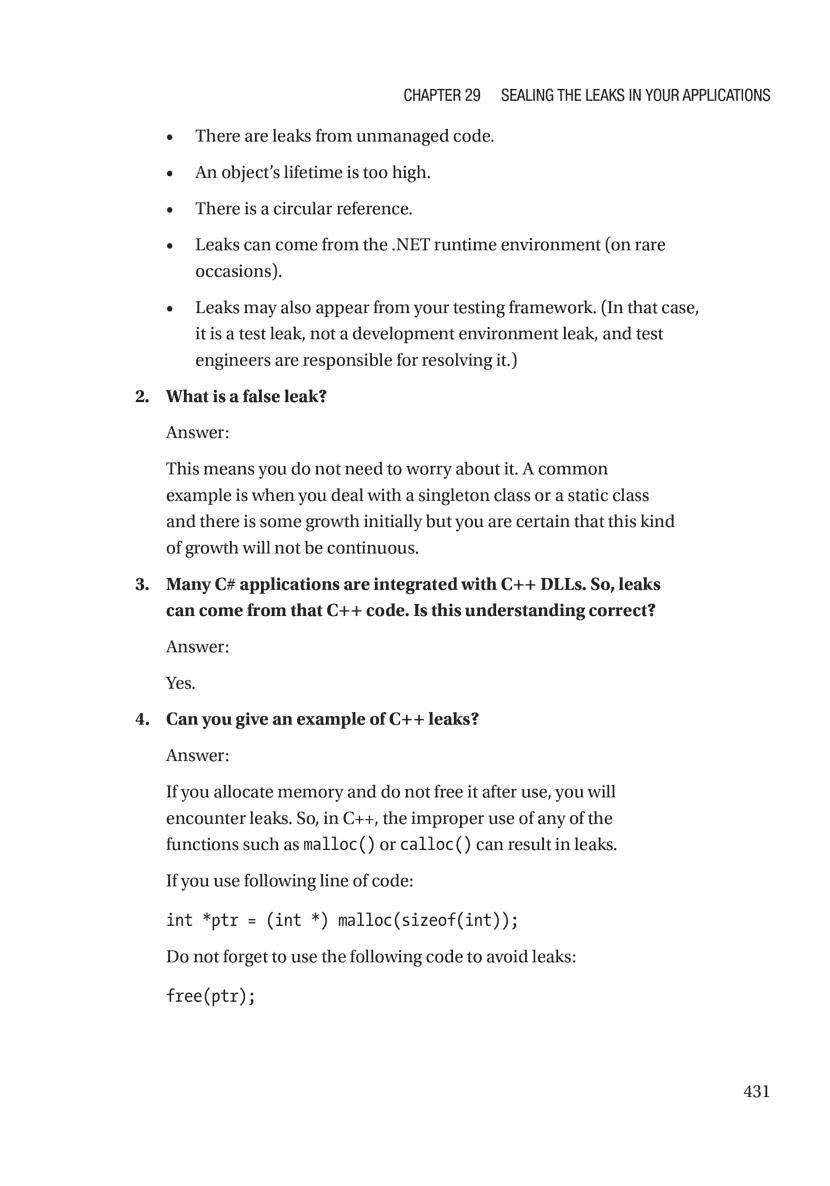 CHAPTER 29 SEALING THE LEAKS IN YOUR APPLICATIONS
• There are leaks from unmanaged code.
• An object’s lifetime is too high.
• There is a circular reference.
• Leaks can come from the .NET runtime environment (on rare
occasions).
• Leaks may also appear from your testing framework. (In that case,
it is a test leak, not a development environment leak, and test
engineers are responsible for resolving it.)
2. What is a false leak?
Answer:
This means you do not need to worry about it. A common
example is when you deal with a singleton class or a static class
and there is some growth initially but you are certain that this kind
of growth will not be continuous.
3. Many C# applications are integrated with C++ DLLs. So, leaks
can come from that C++ code. Is this understanding correct?
Answer:
Yes.
4. Can you give an example of C++ leaks?
Answer:
If you allocate memory and do not free it after use, you will
encounter leaks. So, in C++, the improper use of any of the
functions such as malloc() or calloc() can result in leaks.
If you use following line of code:
int *ptr = (int *) malloc(sizeof(int));
Do not forget to use the following code to avoid leaks:
free(ptr);
431